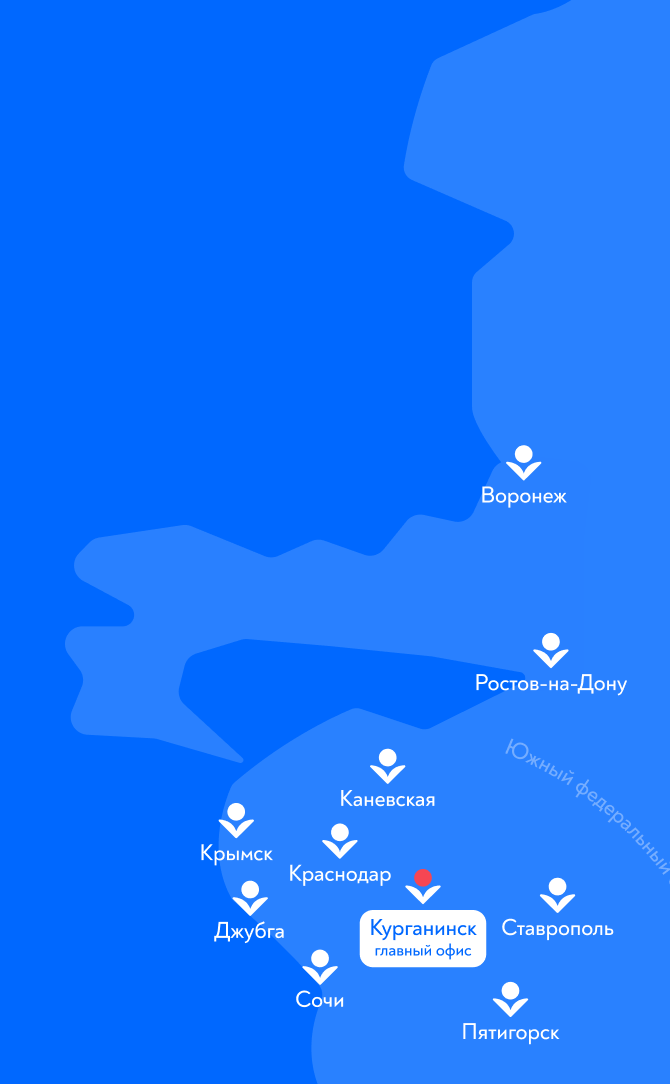 Воронеж
Ростов-на-Дону
Южный федеральный
Каневская
Крымск
Краснодар
Курганинск
главный офис
Ставрополь
Джубга
Сочи
Пятигорск